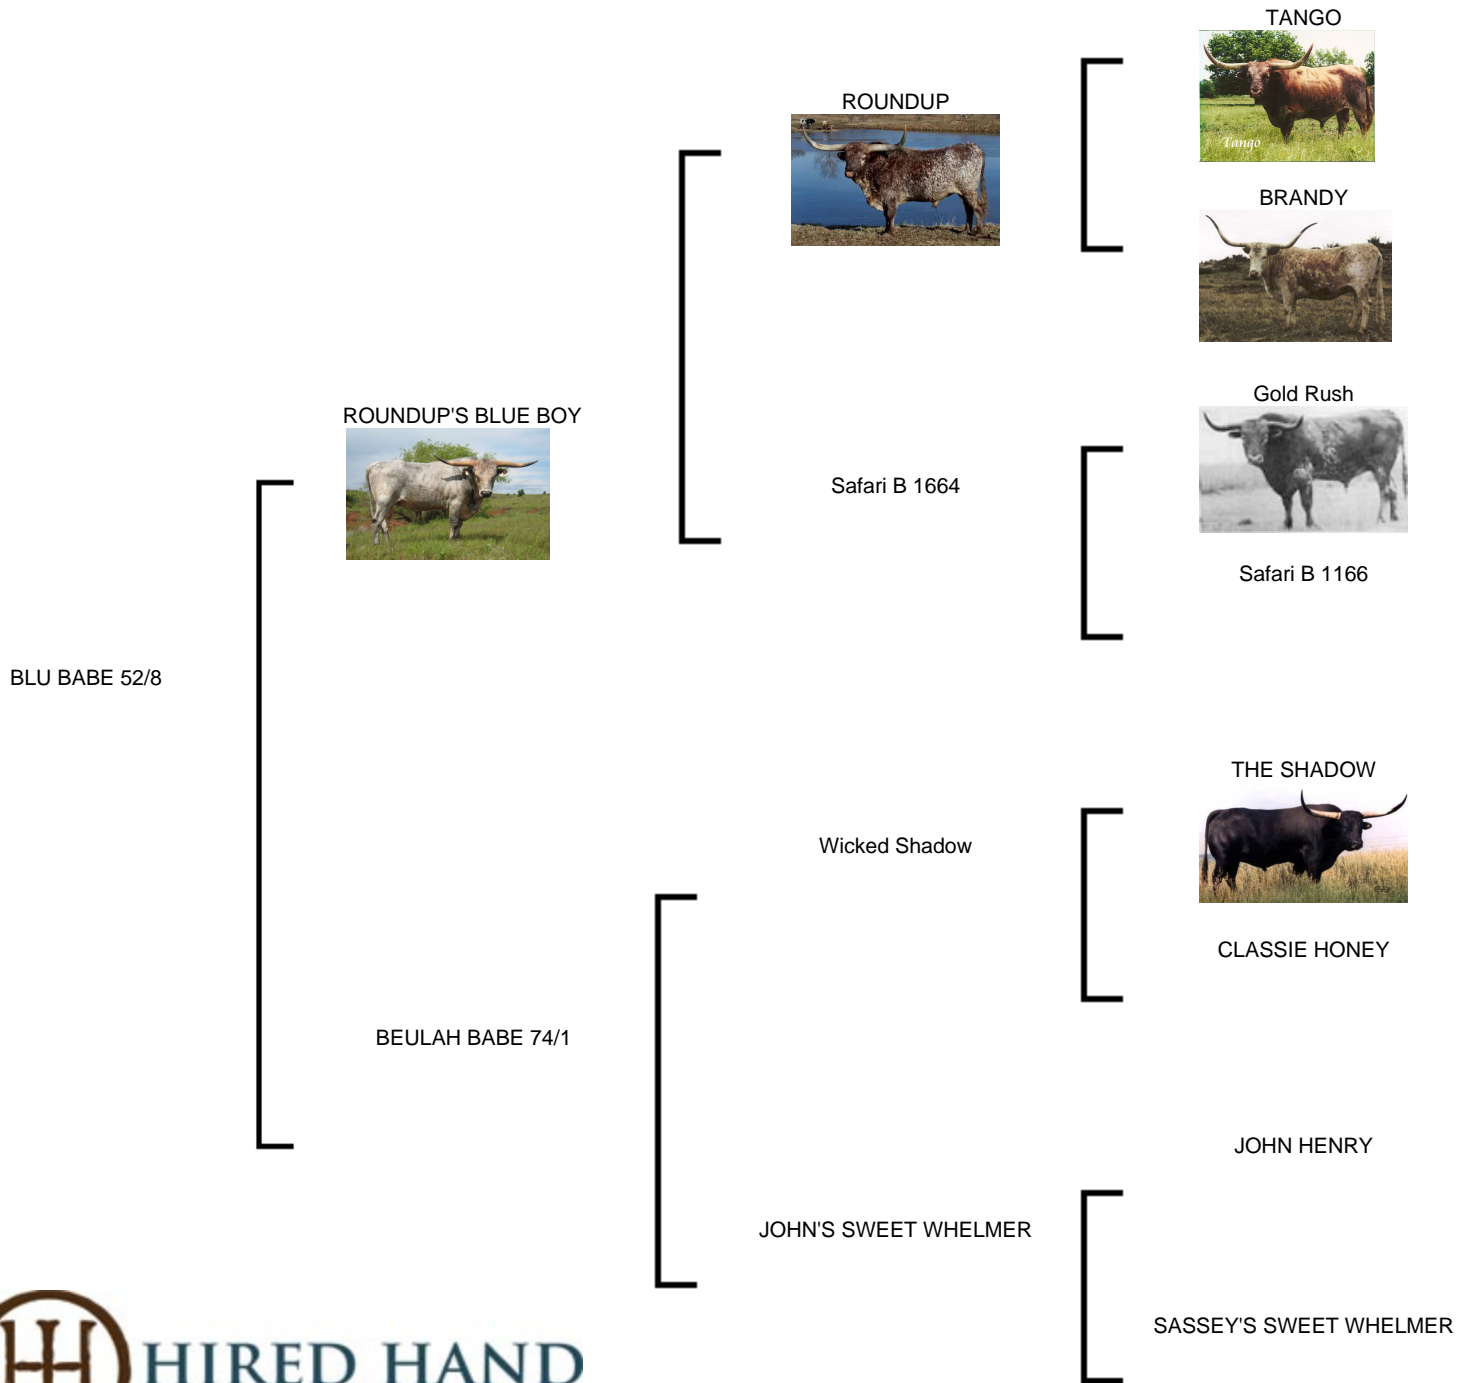 TANGO
Tango
ROUNDUP
BRANDY
Gold Rush
ROUNDUP'S BLUE BOY
Safari B 1664
Safari B 1166
BLU BABE 52/8
THE SHADOW
Wicked Shadow
CLASSIE HONEY
BEULAH BABE 74/1
JOHN HENRY
JOHN'S SWEET WHELMER
SASSEY'S SWEET WHELMER
HIRED HAND